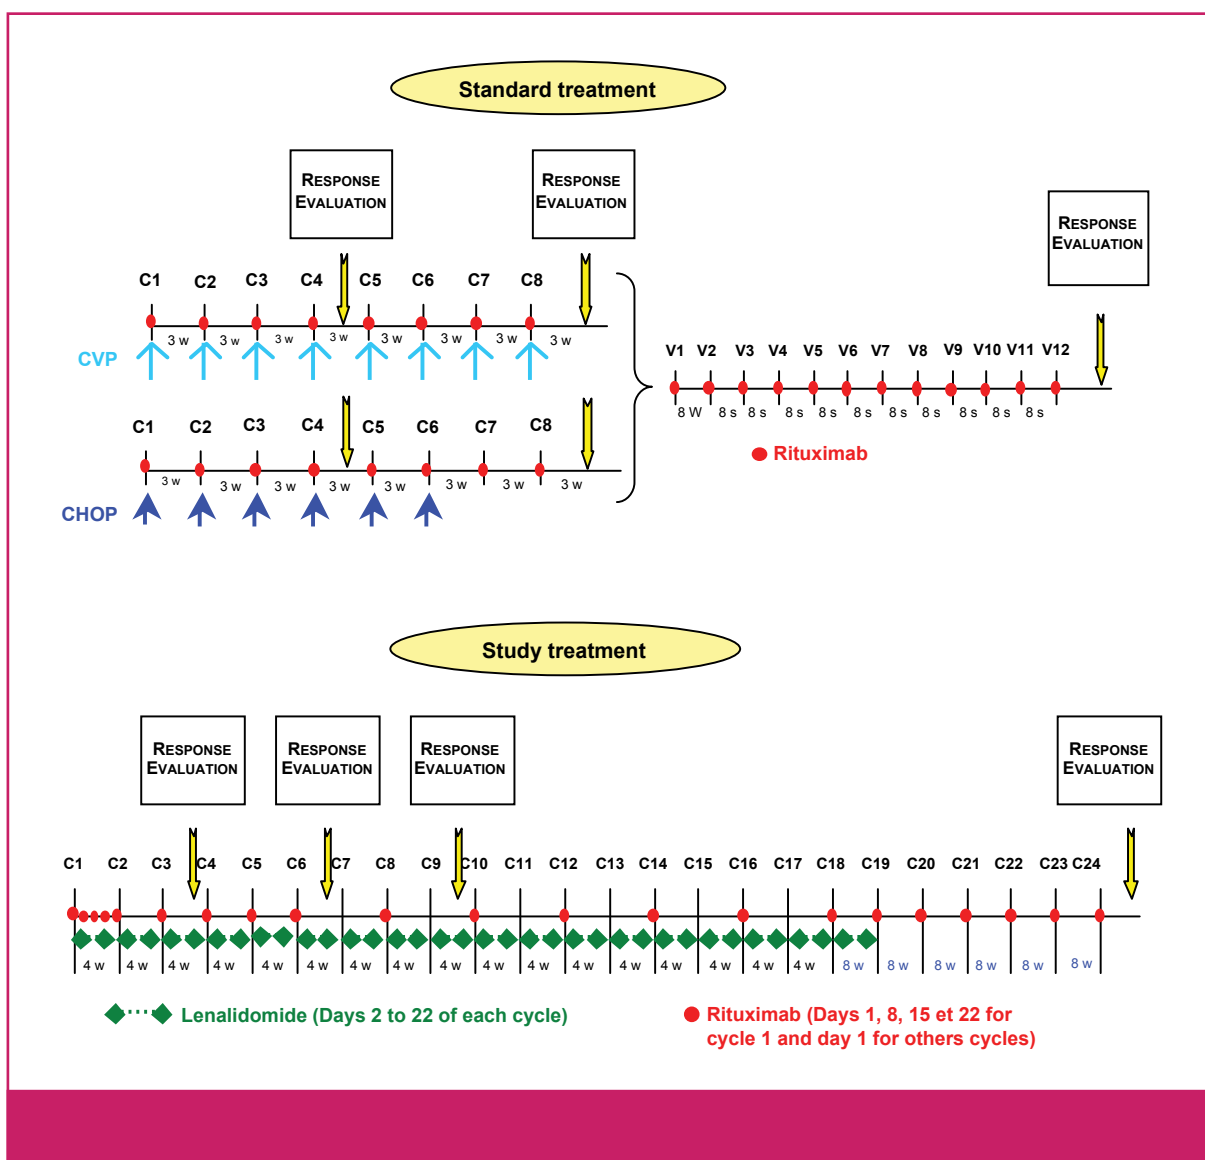 Standard treatment
RESPONSE
EVALUATION
RESPONSE
EVALUATION
RESPONSE
EVALUATION
C1 C2 C3 C4 C5 C6 C7 C8
3 w 3 w 3 w 3 w 3 w 3 w 3 w 3 w
CVP
V1 V2 V3 V4 V5 V6 V7 V8 V9 V10 V11 V12
8 W 8 s 8 s 8 s 8 s 8 s 8 s 8 s 8 s 8 s 8 s
C1 C2 C3 C4 C5 C6 C7 C8
Rituximab
3 w 3 w 3 w 3 w 3 w 3 w 3 w 3 w
CHOP
Study treatment
RESPONSE
EVALUATION
RESPONSE
EVALUATION
RESPONSE
EVALUATION
RESPONSE
EVALUATION
C1 C2 C3 C4 C5 C6 C7 C8 C9 C10 C11 C12 C13 C14 C15 C16 C17 C18 C19 C20 C21 C22 C23 C24
4 w 4 w 4 w 4 w 4 w 4 w 4 w 4 w 4 w 4 w 4 w 4 w 4 w 4 w 4 w 4 w 4 w 8 w 8 w 8 w 8 w 8 w 8 w
Lenalidomide (Days 2 to 22 of each cycle)
Rituximab (Days 1, 8, 15 et 22 for
cycle 1 and day 1 for others cycles)